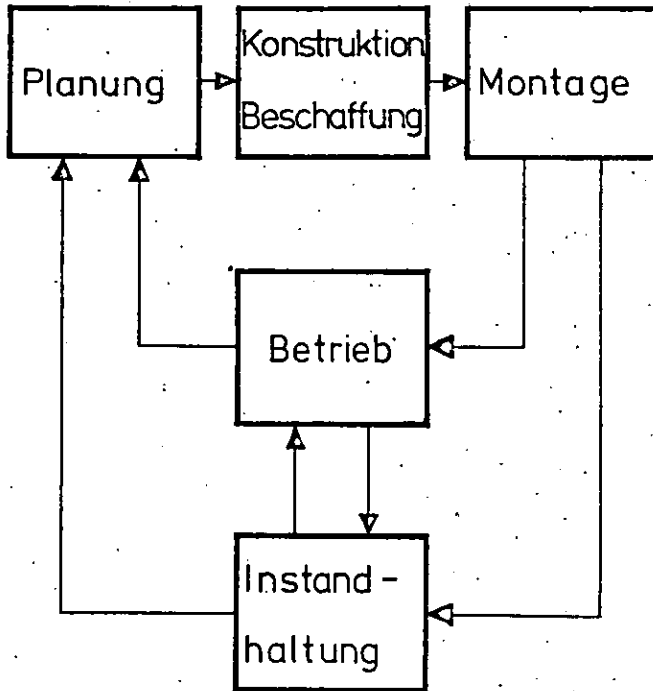 Planung
Konstruktion
Beschaffung
Montage
Betrieb
Instand-
haltung